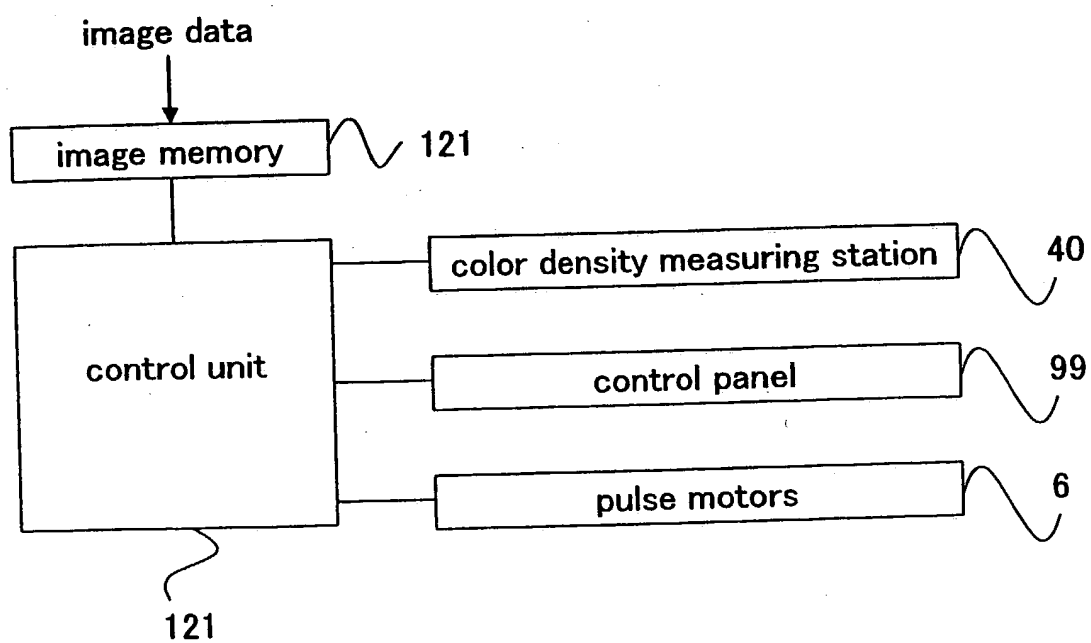 image data
image memory
121
color density measuring station
40
control unit
control panel
99
pulse motors
6
121